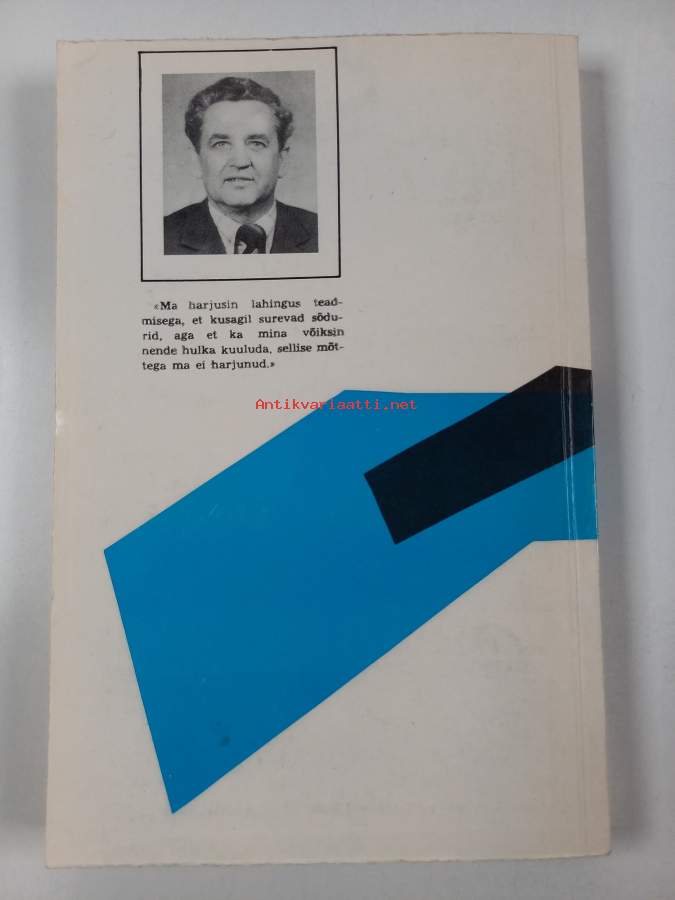 «Ma harjusin lahingus tead-
misega, et kusagil surevad sõdu-
rid, aga et ka mina võiksin
nende hulka kuuluda, sellise mõt-
tega ma ei harjunud.»
Antikvariaatti.net